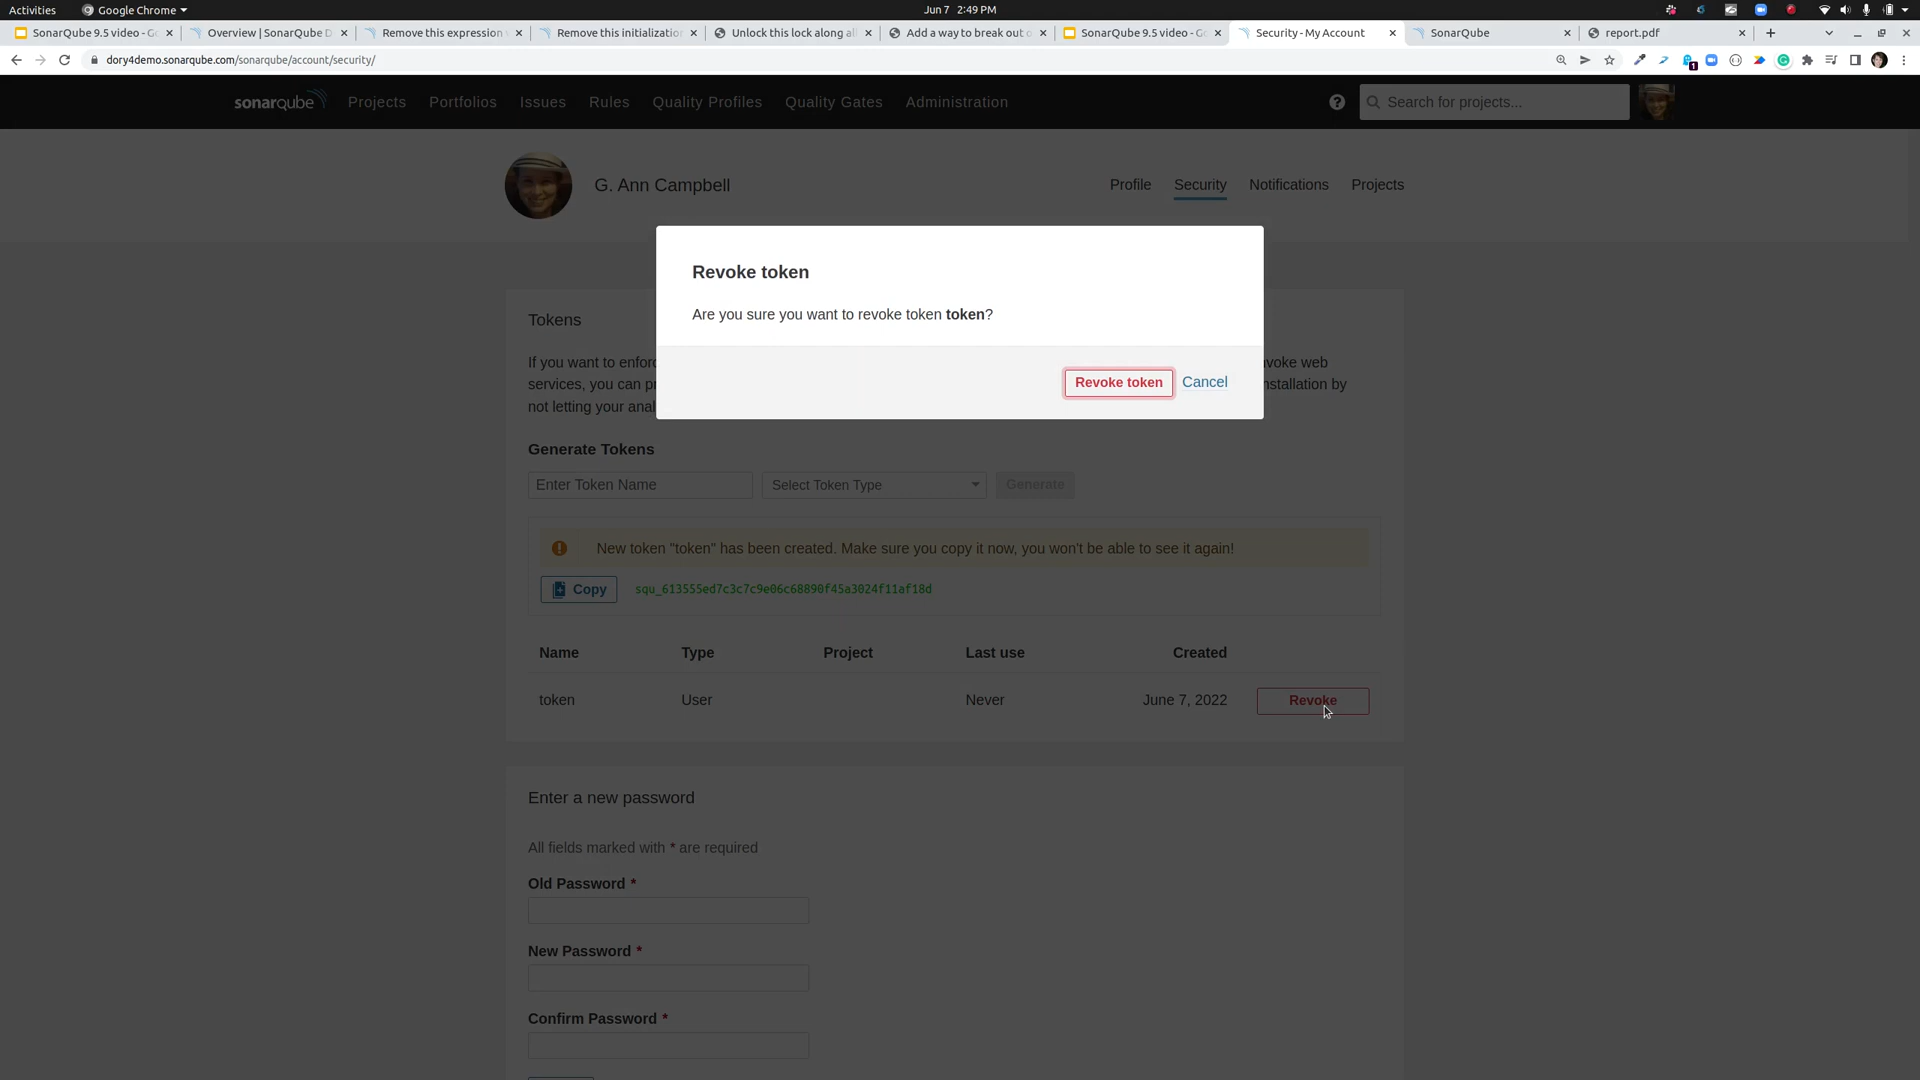 Activities
Google Chrome
Jun 7 2:49 PM
SonarQube 9.5 video - Go
Overview | SonarQube D
Remove this expression
Remove this initializatio
Unlock this lock along al
Add a way to break out o
SonarQube 9.5 video - Go
Security - My Account
SonarQube
report.pdf
dory4demo.sonarqube.com/sonarqube/account/security/
1
sonarqube
Projects
Portfolios
Issues
Rules
Quality Profiles
Quality Gates
Administration
?
Search for projects...
G. Ann Campbell
Profile
Security
Notifications
Projects
Revoke token
Are you sure you want to revoke token token?
Revoke token
Cancel
Tokens
If you want to enforc
voke web
services, you can pr
nstallation by
not letting your anal
Generate Tokens
Enter Token Name
Select Token Type
Generate
New token "token" has been created. Make sure you copy it now, you won't be able to see it again!
Copy
squ_613555ed7c3c7c9e06c68890f45a3024f11af18d
Name
Type
Project
Last use
Created
token
User
Never
June 7, 2022
Revoke
Enter a new password
All fields marked with * are required
Old Password *
New Password *
Confirm Password *